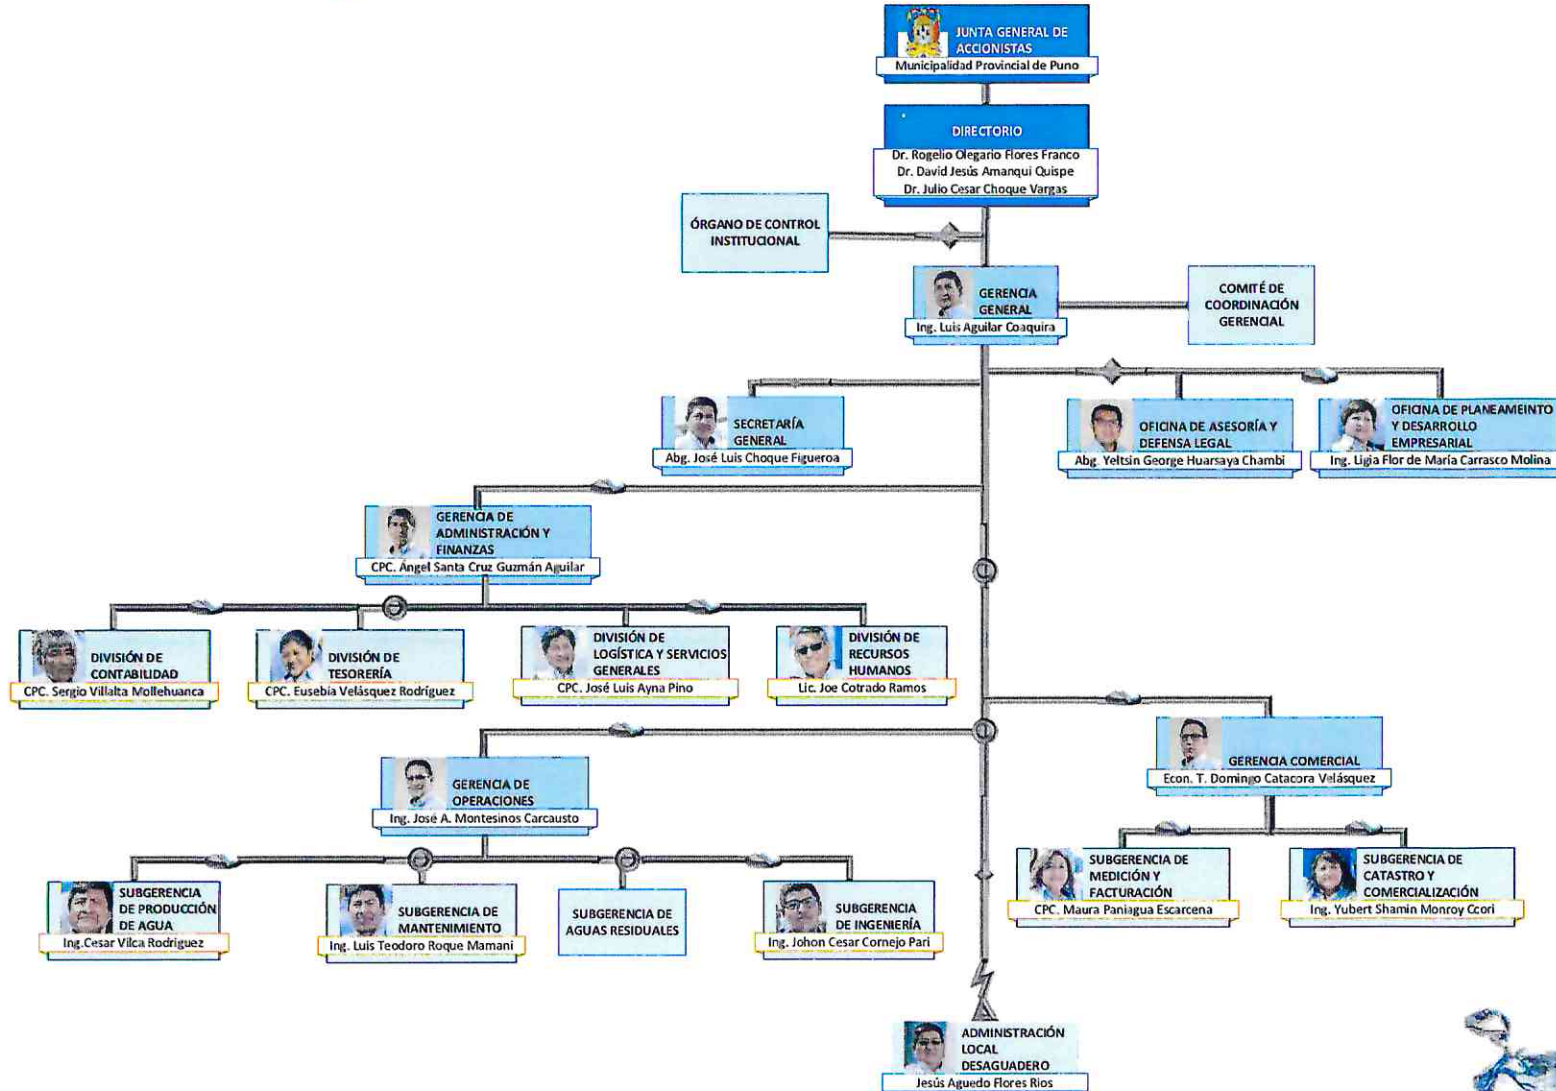 JUNTA GENERAL DE
ACCIONISTAS
Municipalidad Provincial de Puno
DIRECTORIO
Dr. Rogelio Olegario Flores Franco
Dr. David Jesús Amanqui Quispe
Dr. Julio Cesar Choque Vargas
ÓRGANO DE CONTROL
INSTITUCIONAL
GERENCIA
GENERAL
Ing. Luis Aguilar Coaquira
COMITÉ DE
COORDINACIÓN
GERENCIAL
SECRETARÍA
GENERAL
Abg. José Luis Choque Figueroa
OFICINA DE ASESORÍA Y
DEFENSA LEGAL
Abg. Yeltsin George Huarsaya Chambi
OFICINA DE PLANEAMEINTO
Y DESARROLLO
EMPRESARIAL
Ing. Ligia Flor de María Carrasco Molina
GERENCIA DE
ADMINISTRACIÓN Y
FINANZAS
CPC. Ángel Santa Cruz Guzmán Aguilar
DIVISIÓN DE
CONTABILIDAD
CPC. Sergio Villalta Mollehuanca
DIVISIÓN DE
TESORERÍA
CPC. Eusebia Velásquez Rodríguez
DIVISIÓN DE
LOGÍSTICA Y SERVICIOS
GENERALES
CPC. José Luis Ayna Pino
DIVISIÓN DE
RECURSOS
HUMANOS
Lic. Joe Cotrado Ramos
GERENCIA DE
OPERACIONES
Ing. José A. Montesinos Carcausto
GERENCIA COMERCIAL
Econ. T. Domingo Catacora Velásquez
SUBGERENCIA
DE PRODUCCIÓN
DE AGUA
Ing.Cesar Vilca Rodriguez
SUBGERENCIA DE
MANTENIMIENTO
Ing. Luis Teodoro Roque Mamani
SUBGERENCIA DE
AGUAS RESIDUALES
SUBGERENCIA
DE INGENIERÍA
Ing. Johon Cesar Cornejo Pari
SUBGERENCIA DE
MEDICIÓN Y
FACTURACIÓN
CPC. Maura Paniagua Escarcena
SUBGERENCIA DE
CATASTRO Y
COMERCIALIZACIÓN
Ing. Yubert Shamin Monroy Ccori
ADMINISTRACIÓN
LOCAL
DESAGUADERO
Jesús Aguedo Flores Rios